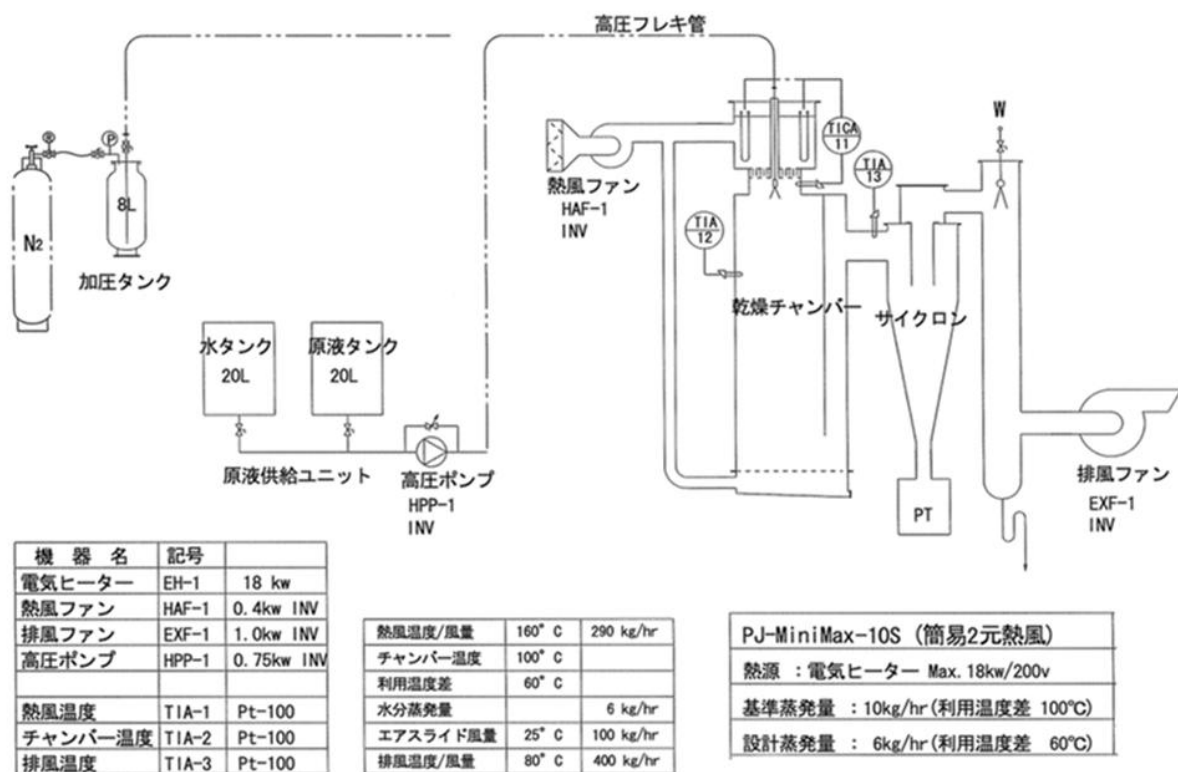 高圧フレキ管
R
P
8L
N2
加圧タンク
熱風ファン
HAF-1
INV
TICA
11
TIA
13
TIA
12
W
乾燥チャンバー
サイクロン
水タンク
20L
原液タンク
20L
原液供給ユニット
高圧ポンプ
HPP-1
INV
PT
排風ファン
EXF-1
INV
機 器 名 記号
電気ヒーター EH-1 18 kw
熱風ファン HAF-1 0.4kw INV
排風ファン EXF-1 1.0kw INV
高圧ポンプ HPP-1 0.75kw INV
熱風温度 TIA-1 Pt-100
チャンバー温度 TIA-2 Pt-100
排風温度 TIA-3 Pt-100
熱風温度/風量 160° C 290 kg/hr
チャンバー温度 100° C
利用温度差 60° C
水分蒸発量 6 kg/hr
エアスライド風量 25° C 100 kg/hr
排風温度/風量 80° C 400 kg/hr
PJ-MiniMax-10S (簡易2元熱風)
熱源 ：電気ヒーター Max.18kw/200v
基準蒸発量 ：10kg/hr(利用温度差 100℃)
設計蒸発量 ： 6kg/hr(利用温度差 60℃)